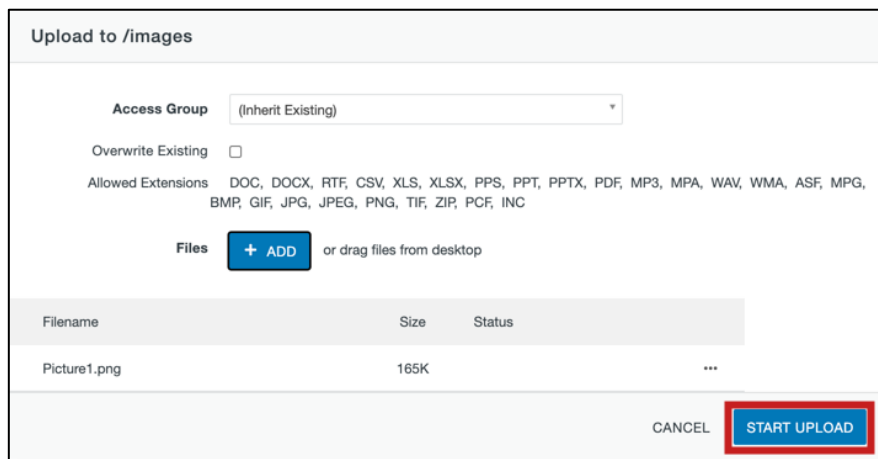 Upload to /images
Access Group (Inherit Existing)
Overwrite Existing
Allowed Extensions DOC, DOCX, RTF, CSV, XLS, XLSX, PPS, PPT, PPTX, PDF, MP3, MPA, WAV, WMA, ASF, MPG,
BMP, GIF, JPG, JPEG, PNG, TIF, ZIP, PCF, INC
Files + ADD or drag files from desktop
Filename Size Status
Picture1.png 165K ...
CANCEL START UPLOAD